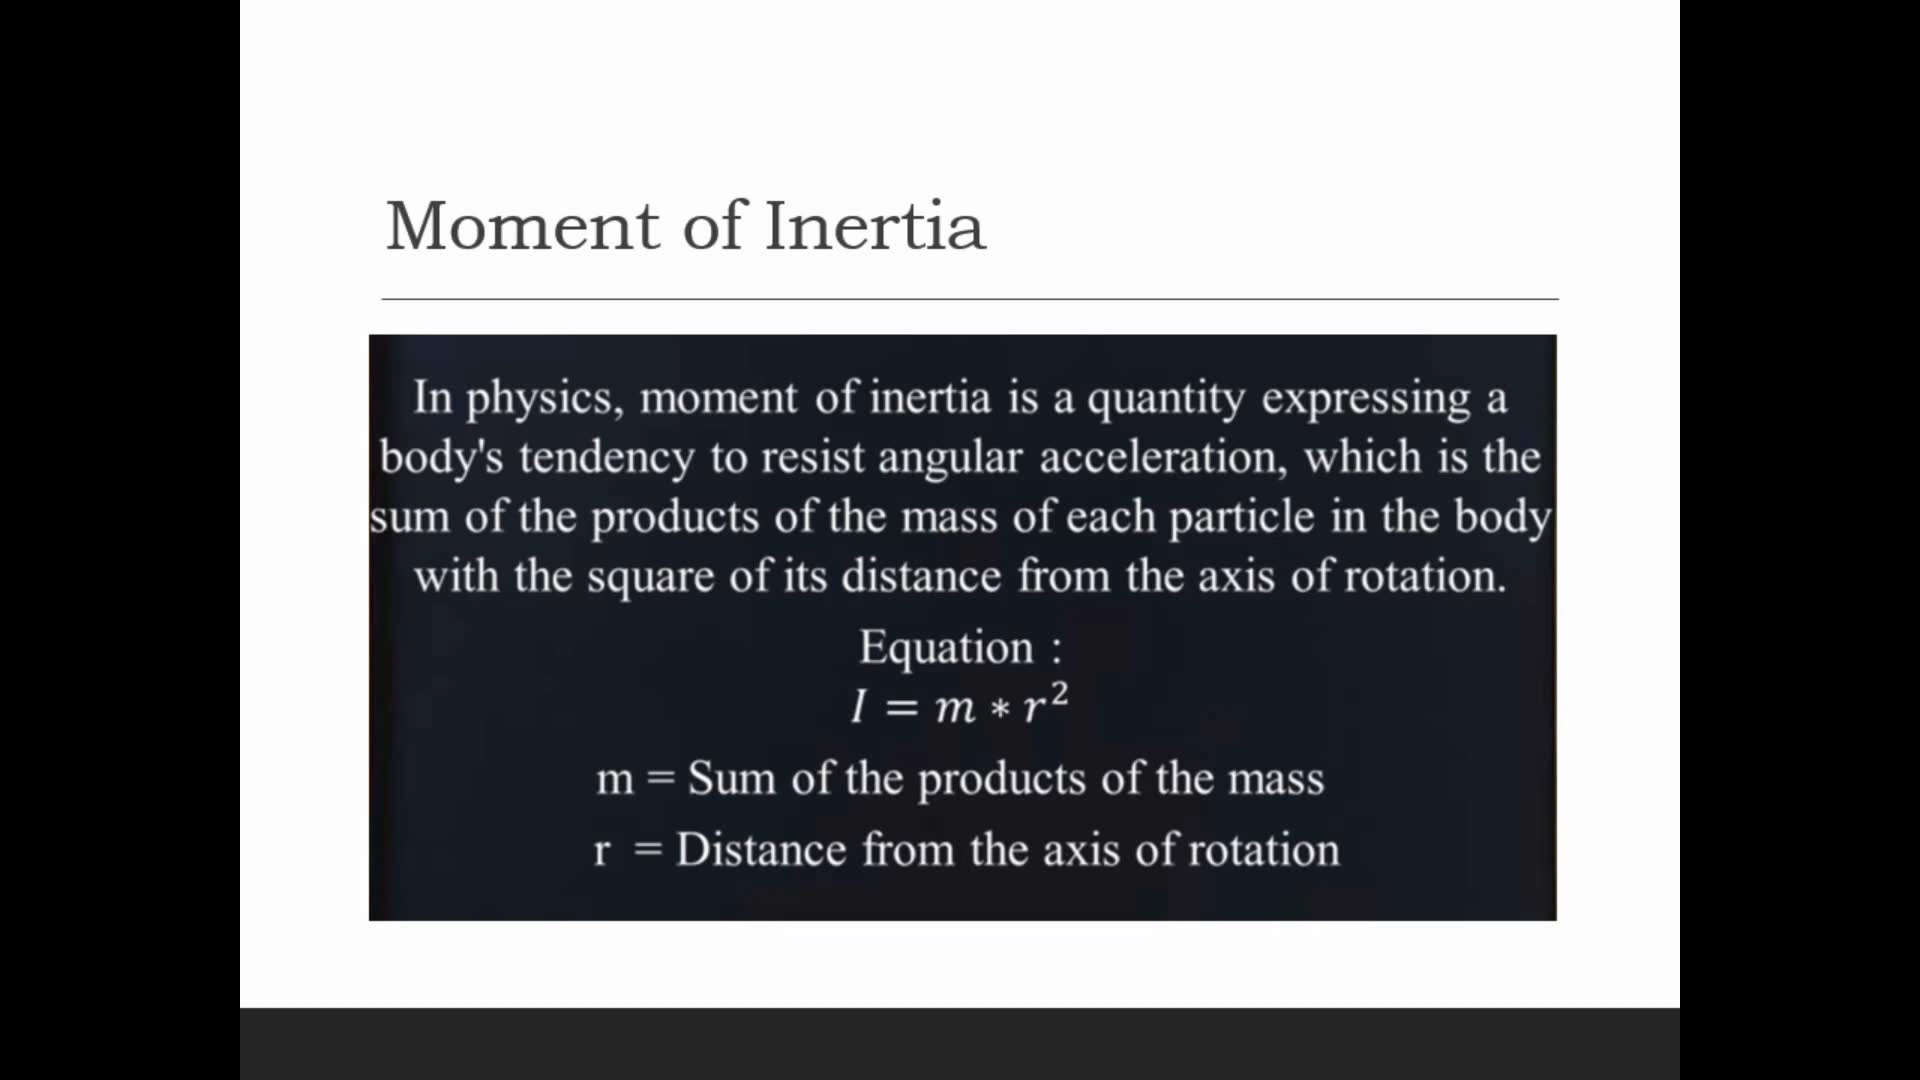 Moment of Inertia
In physics, moment of inertia is a quantity expressing a
body's tendency to resist angular acceleration, which is the
sum of the products of the mass of each particle in the body
with the square of its distance from the axis of rotation.
Equation :
I = m * r²
m = Sum of the products of the mass
r = Distance from the axis of rotation